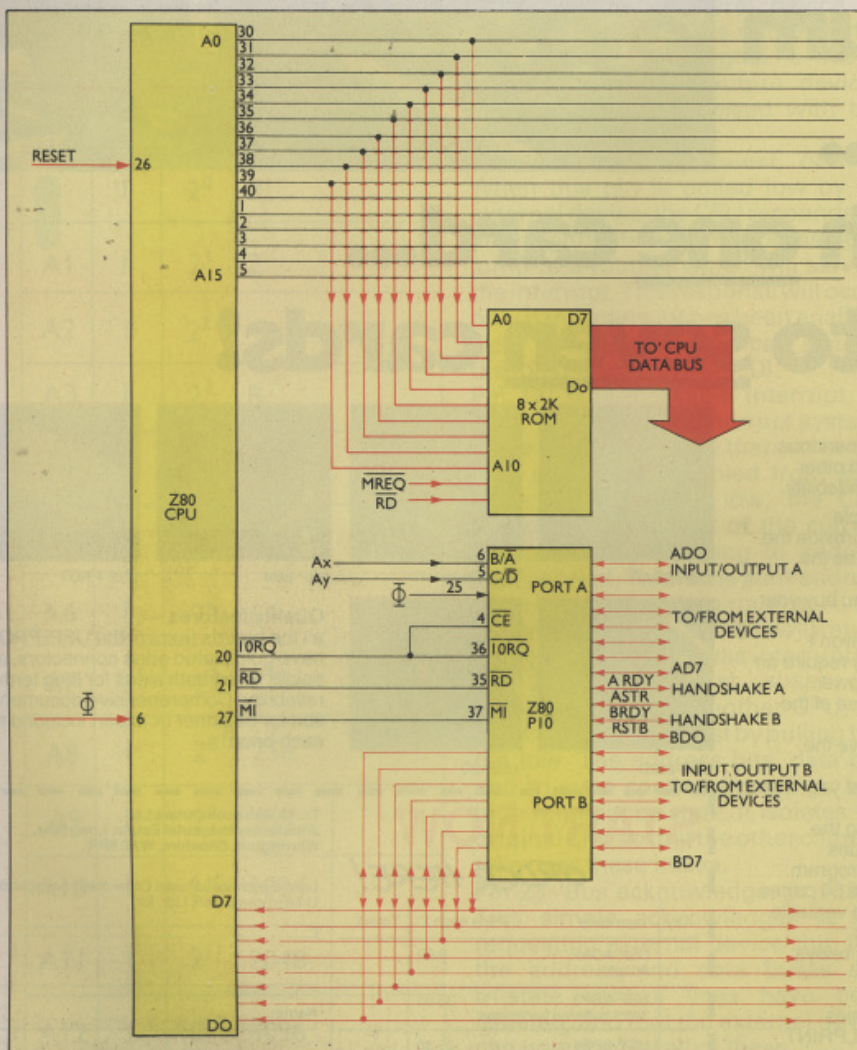 A0
30
31
32
33
34
35
36
37
38
39
40
1
2
3
4
5
A15
RESET
26
Z80
CPU
A0
D7
Do
8 x 2K
ROM
A10
MREQ
RD
TO' CPU
DATA BUS
Ax
Ay
Φ
6
5
25
4
36
35
37
B/A
C/D
CE
IORQ
RD
MI
PORT A
Z80
P10
PORT B
20
IORQ
21
RD
Φ
6
27
MI
ADO
INPUT/OUTPUT A
TO/FROM EXTERNAL
DEVICES
AD7
A RDY
HANDSHAKE A
ASTR
BRDY
HANDSHAKE B
RSTB
BDO
INPUT/OUTPUT B
TO/FROM EXTERNAL
DEVICES
BD7
D7
DO